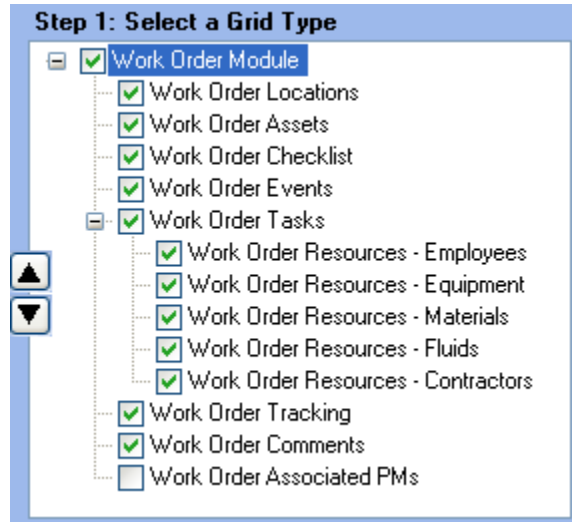 Step 1: Select a Grid Type
Work Order Module
Work Order Locations
Work Order Assets
Work Order Checklist
Work Order Events
Work Order Tasks
Work Order Resources - Employees
Work Order Resources - Equipment
Work Order Resources - Materials
Work Order Resources - Fluids
Work Order Resources - Contractors
Work Order Tracking
Work Order Comments
Work Order Associated PMs